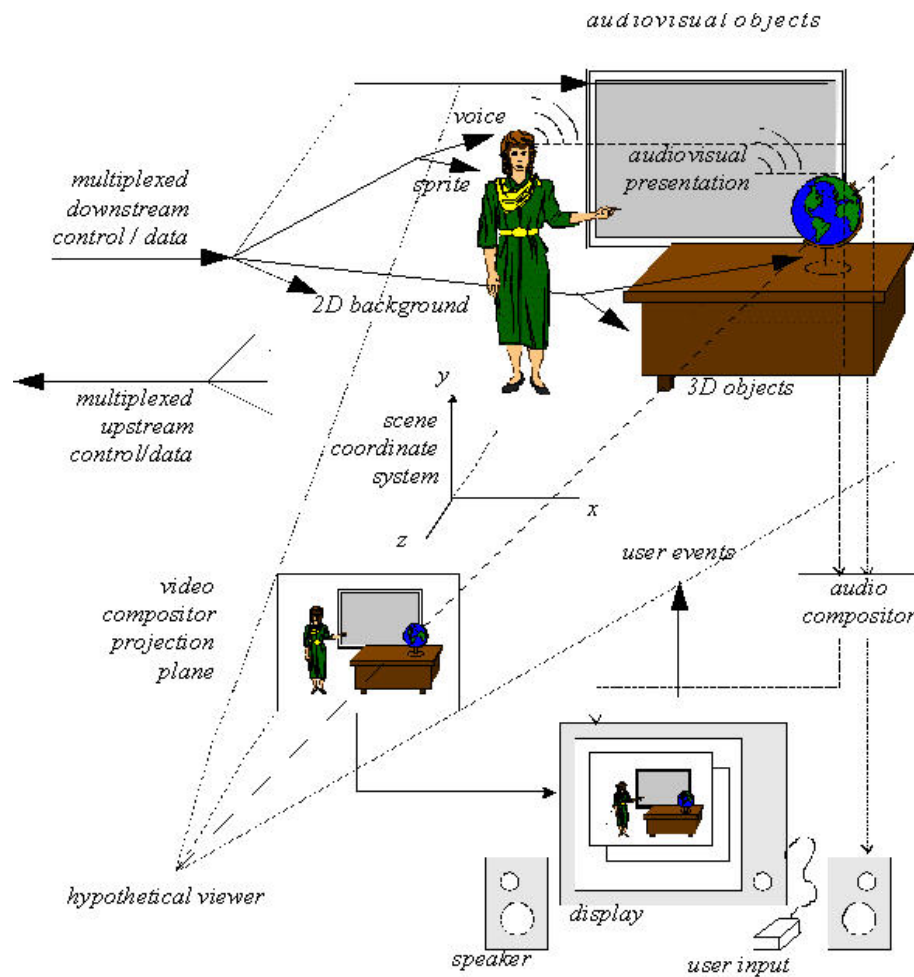 audiovisual objects
voice
sprite
audiovisual
presentation
multiplexed
downstream
control / data
2D background
3D objects
multiplexed
upstream
control/data
y
scene
coordinate
system
x
z
user events
video
compositor
projection
plane
audio
compositor
hypothetical viewer
display
speaker
user input